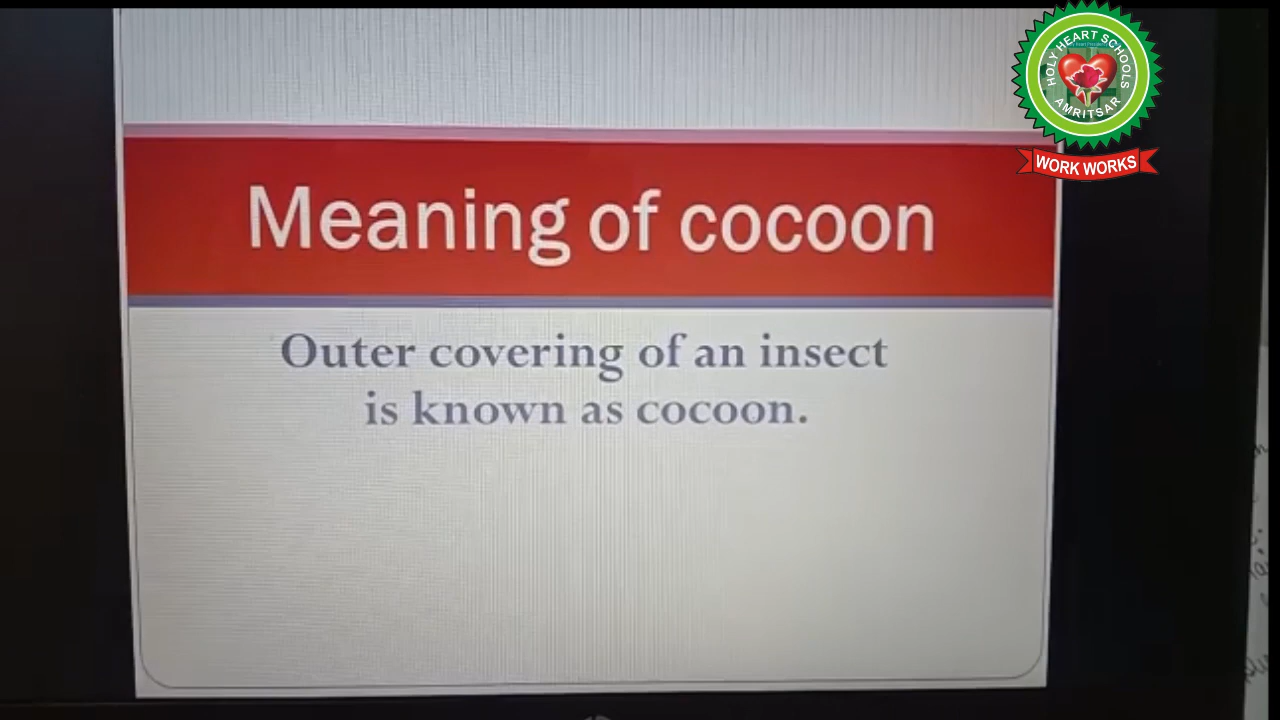 HOLY HEART SCHOOLS
AMRITSAR
WORK WORKS
Meaning of cocoon
Outer covering of an insect
is known as cocoon.